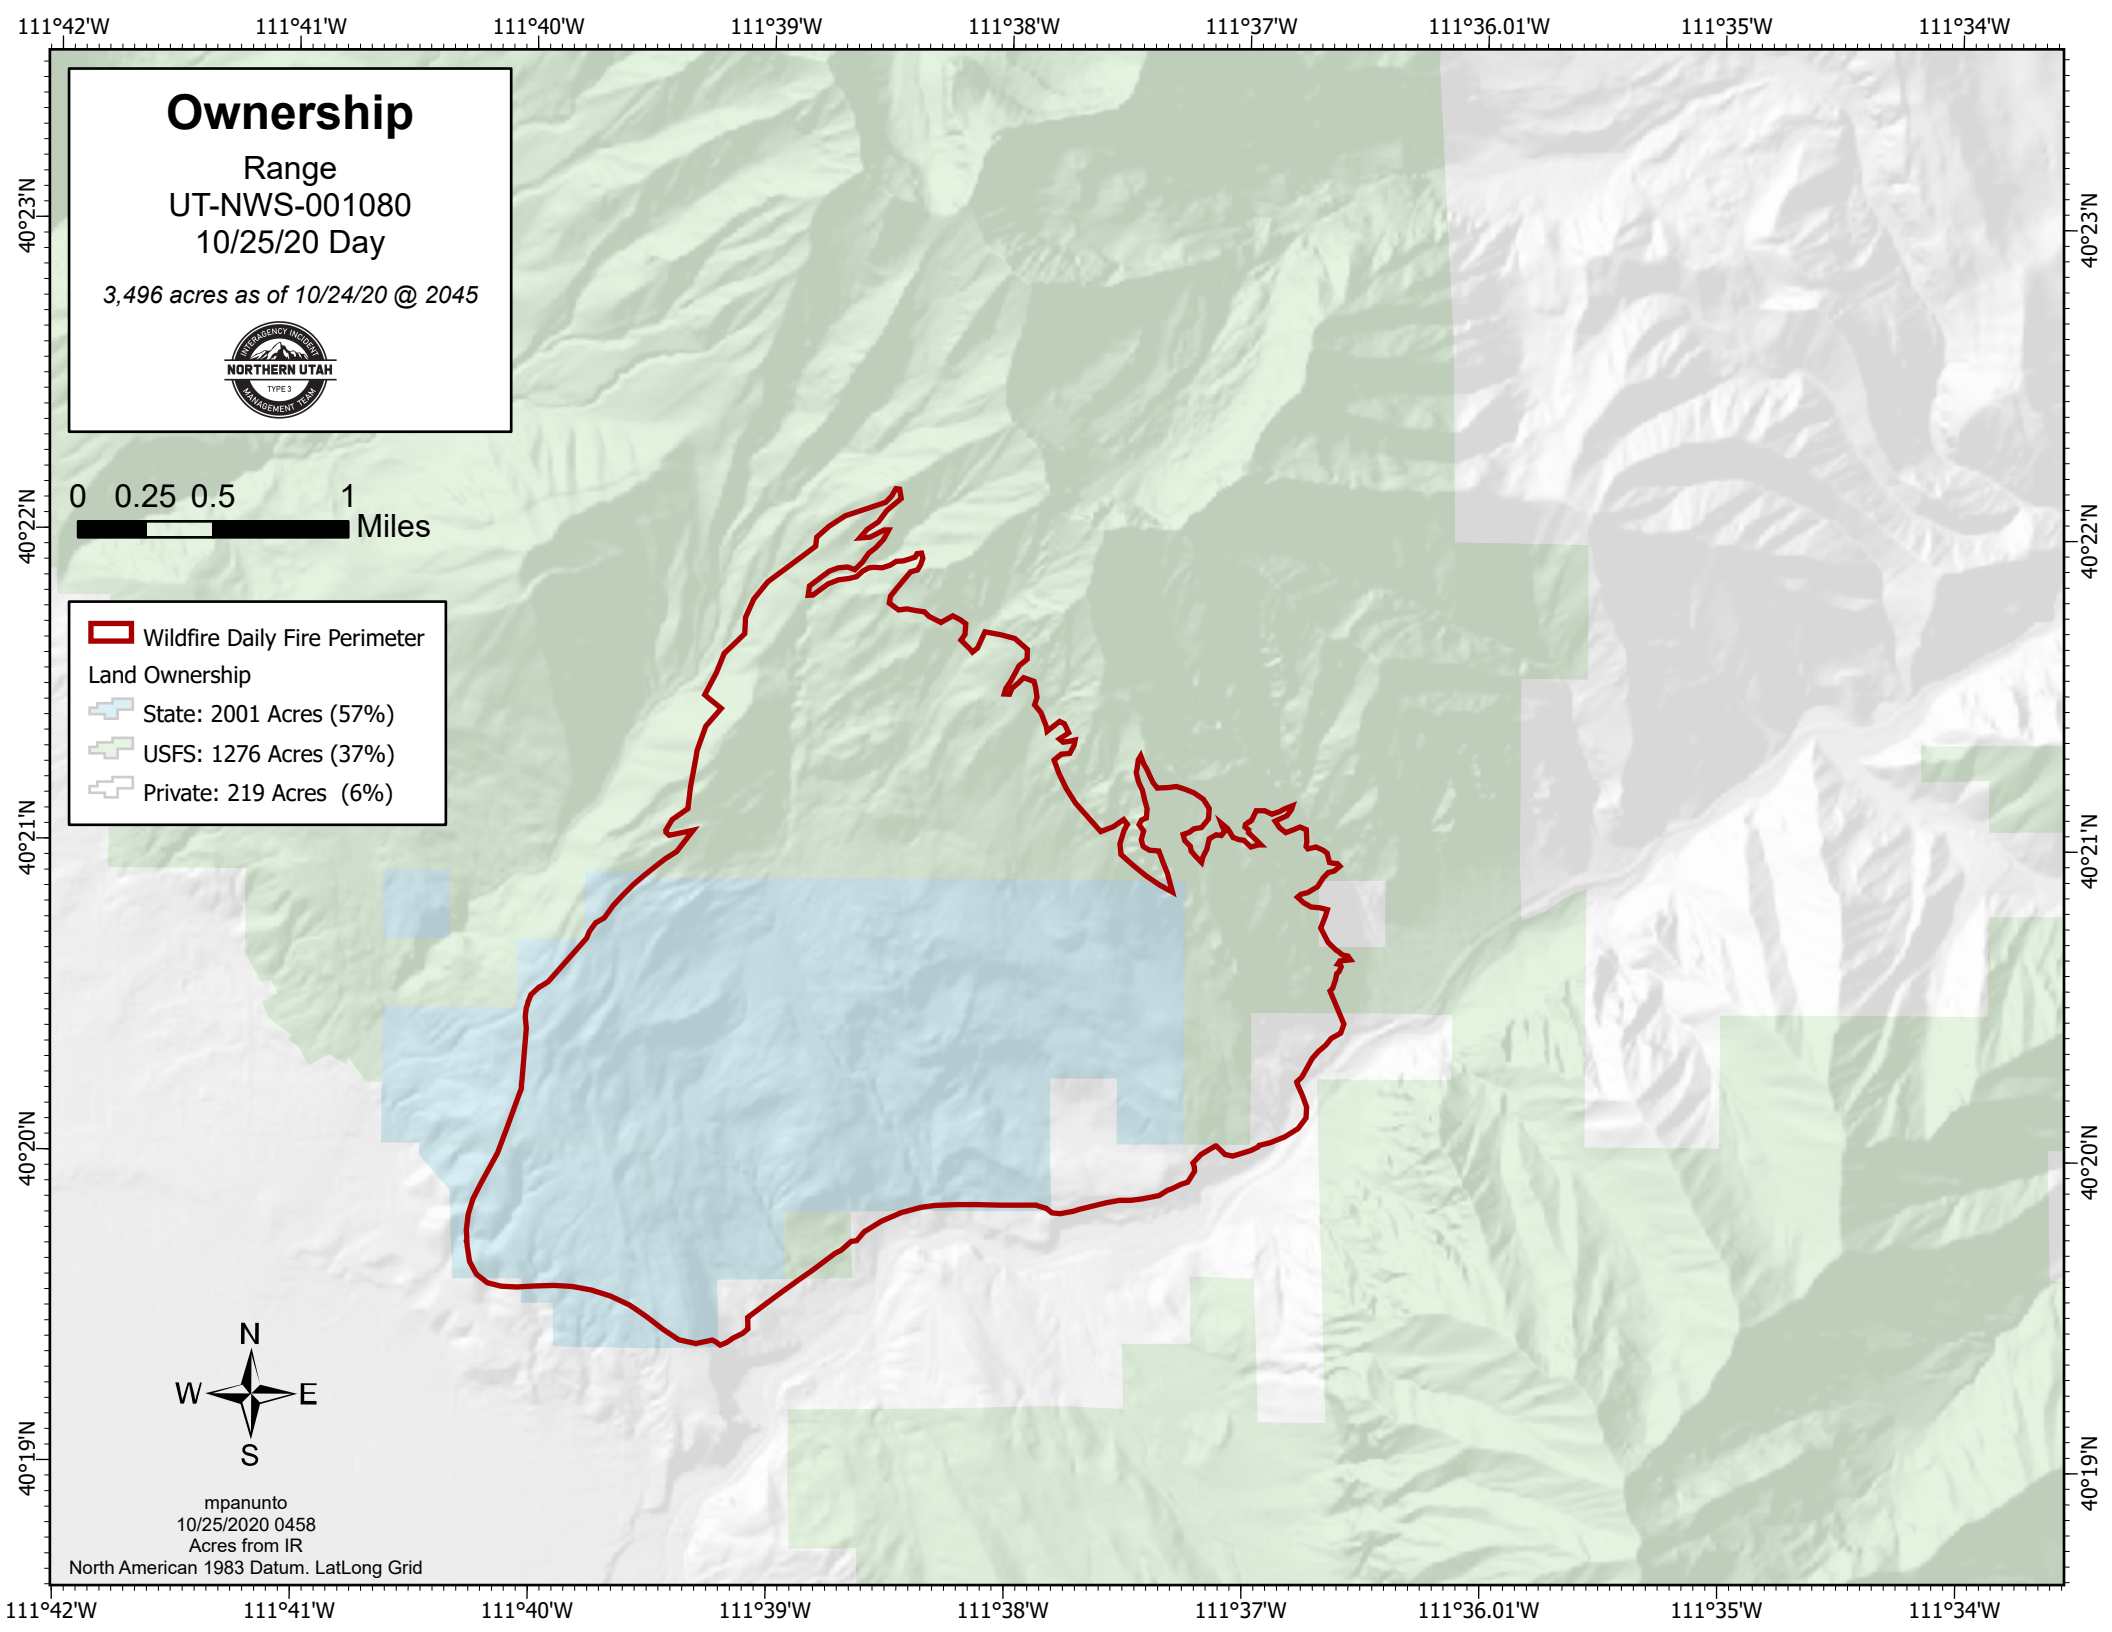 111°42'W 111°41'W 111°40'W 111°39'W 111°38'W 111°37'W 111°36.01'W 111°35'W 111°34'W
Ownership
Range
UT-NWS-001080
10/25/20 Day
3,496 acres as of 10/24/20 @ 2045
INTERAGENCY INCIDENT
NORTHERN UTAH
TYPE 3
MANAGEMENT TEAM
0 0.25 0.5 1
Miles
Wildfire Daily Fire Perimeter
Land Ownership
State: 2001 Acres (57%)
USFS: 1276 Acres (37%)
Private: 219 Acres (6%)
40°23'N
40°22'N
40°21'N
40°20'N
40°19'N
40°23'N
40°22'N
40°21'N
40°20'N
40°19'N
N
W E
S
mpanunto
10/25/2020 0458
Acres from IR
North American 1983 Datum. LatLong Grid
111°42'W 111°41'W 111°40'W 111°39'W 111°38'W 111°37'W 111°36.01'W 111°35'W 111°34'W